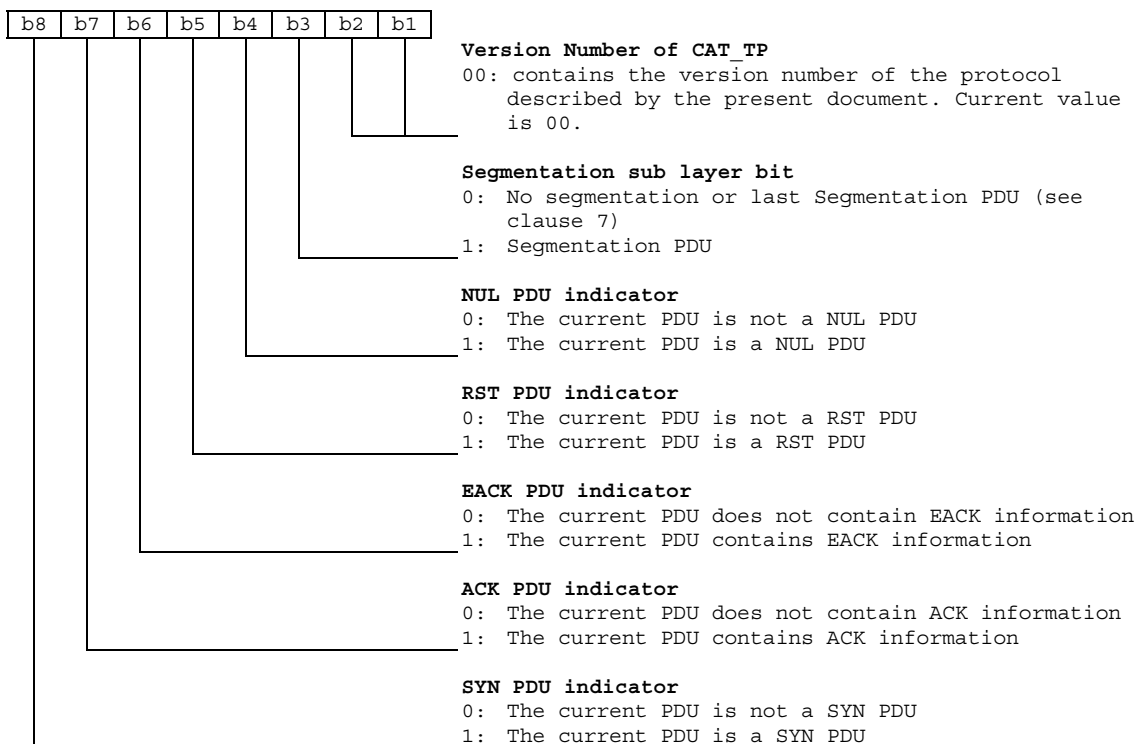 b8 b7 b6 b5 b4 b3 b2 b1
Version Number of CAT_TP
00: contains the version number of the protocol
described by the present document. Current value
is 00.
Segmentation sub layer bit
0: No segmentation or last Segmentation PDU (see
clause 7)
1: Segmentation PDU
NUL PDU indicator
0: The current PDU is not a NUL PDU
1: The current PDU is a NUL PDU
RST PDU indicator
0: The current PDU is not a RST PDU
1: The current PDU is a RST PDU
EACK PDU indicator
0: The current PDU does not contain EACK information
1: The current PDU contains EACK information
ACK PDU indicator
0: The current PDU does not contain ACK information
1: The current PDU contains ACK information
SYN PDU indicator
0: The current PDU is not a SYN PDU
1: The current PDU is a SYN PDU